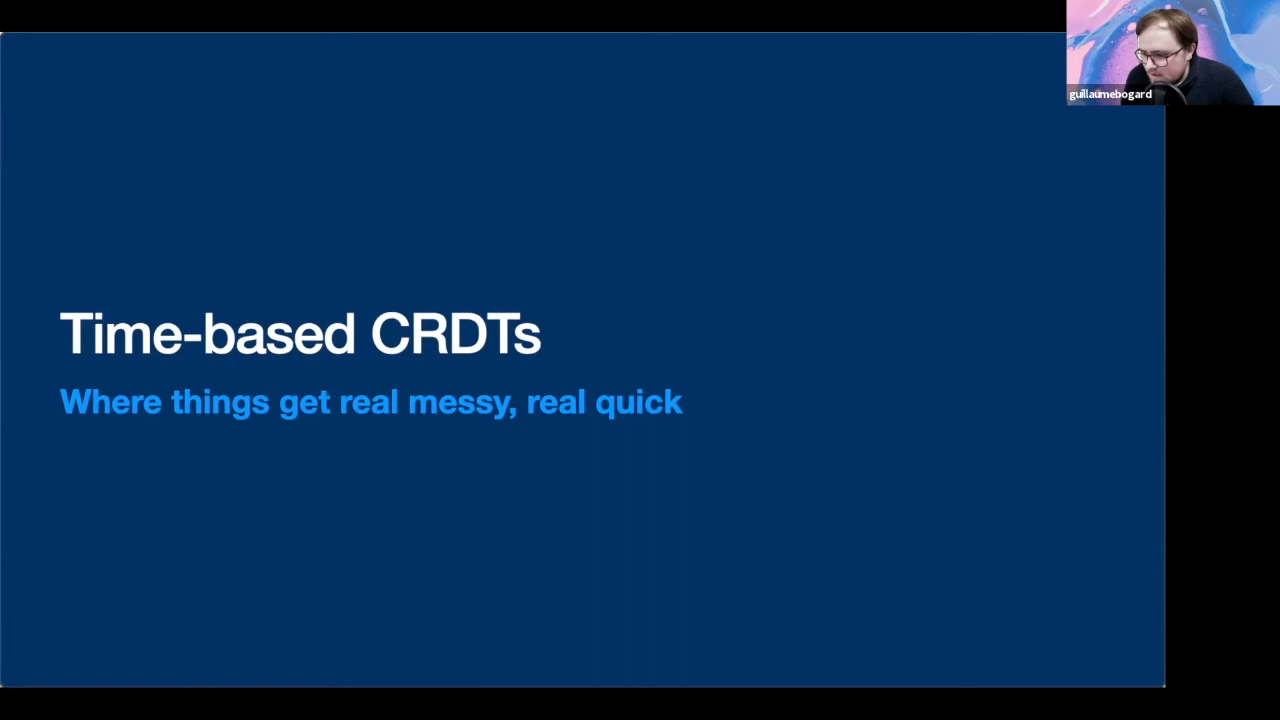 guillaumebogard
Time-based CRDTs
Where things get real messy, real quick